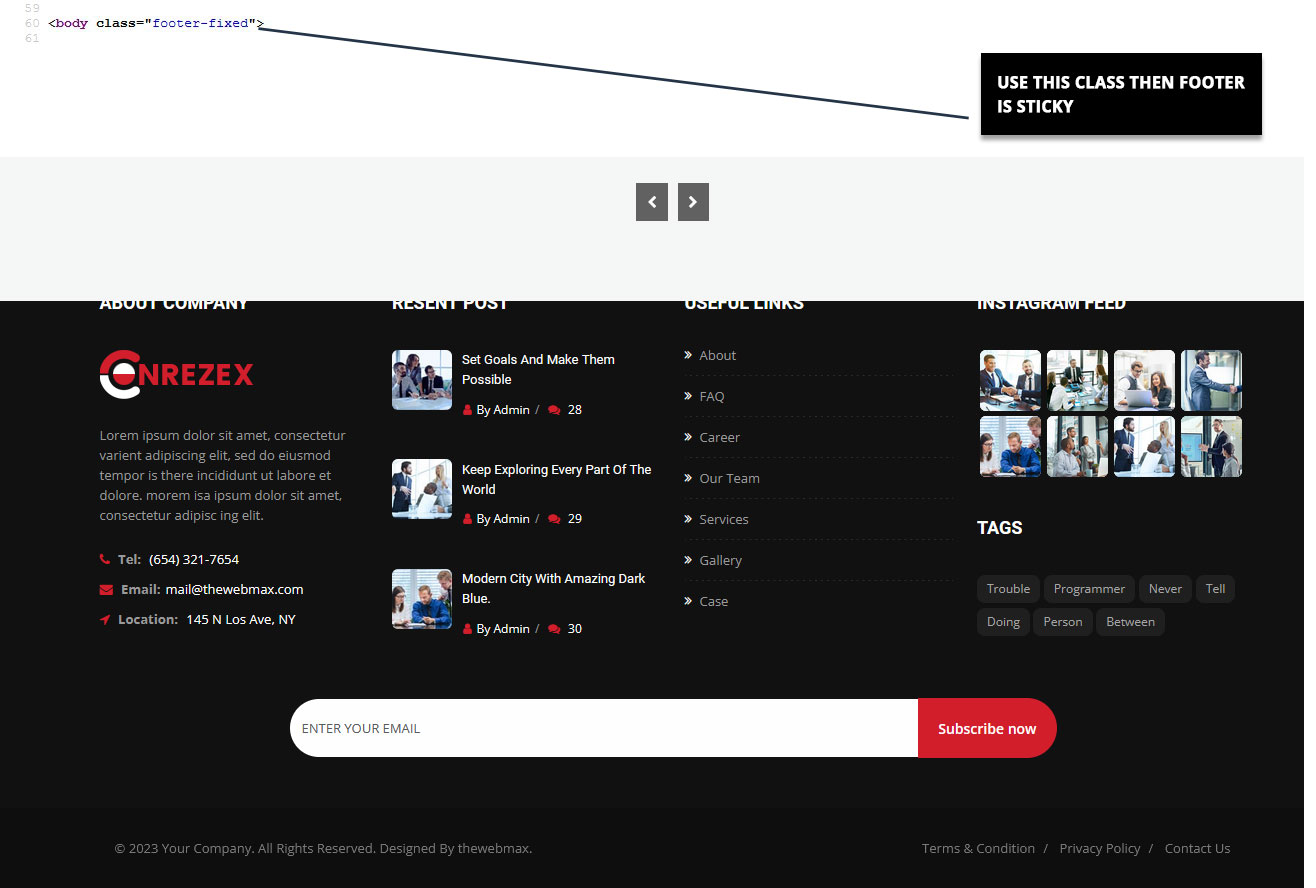 59
60 <body class="footer-fixed">
61
USE THIS CLASS THEN FOOTER
IS STICKY
ABOUT COMPANY
NREZEX
Lorem ipsum dolor sit amet, consectetur
varient adipiscing elit, sed do eiusmod
tempor is there incididunt ut labore et
dolore. morem isa ipsum dolor sit amet,
consectetur adipisc ing elit.
Tel: (654) 321-7654
Email: mail@thewebmax.com
Location: 145 N Los Ave, NY
RESENT POST
Set Goals And Make Them
Possible
By Admin / 28
Keep Exploring Every Part Of The
World
By Admin / 29
Modern City With Amazing Dark
Blue.
By Admin / 30
USEFUL LINKS
About
FAQ
Career
Our Team
Services
Gallery
Case
INSTAGRAM FEED
TAGS
Trouble Programmer Never Tell
Doing Person Between
ENTER YOUR EMAIL Subscribe now
© 2023 Your Company. All Rights Reserved. Designed By thewebmax.
Terms & Condition / Privacy Policy / Contact Us